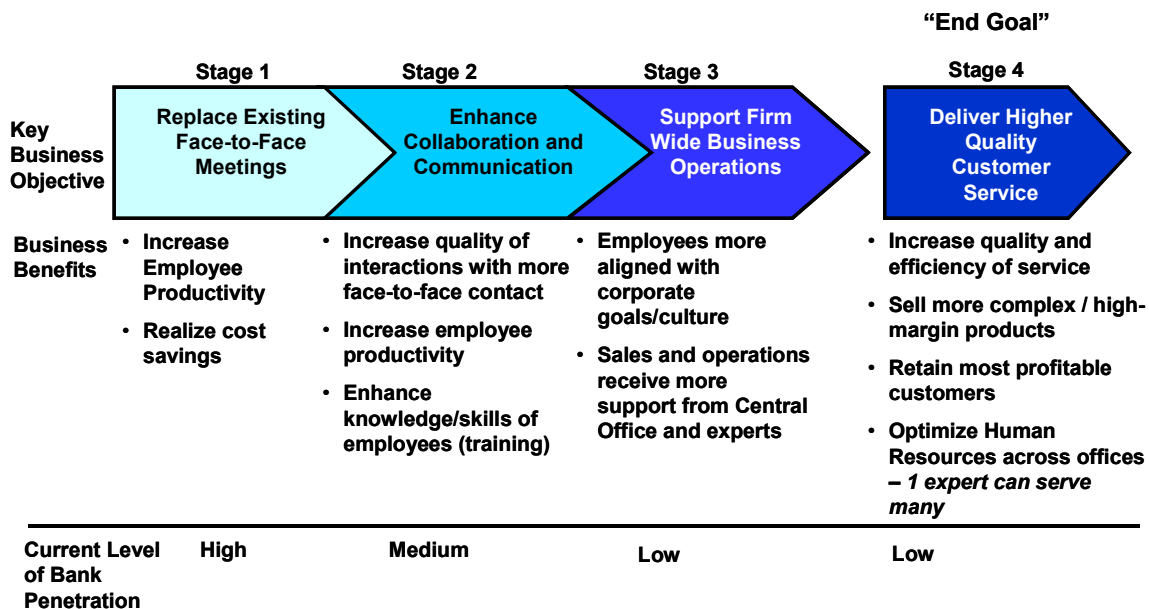 “End Goal”
Stage 1
Stage 2
Stage 3
Stage 4
Key
Business
Objective
Replace Existing
Face-to-Face
Meetings
Enhance
Collaboration and
Communication
Support Firm
Wide Business
Operations
Deliver Higher
Quality
Customer
Service
Business
Benefits
• Increase
Employee
Productivity
• Realize cost
savings
• Increase quality of
interactions with more
face-to-face contact
• Increase employee
productivity
• Enhance
knowledge/skills of
employees (training)
• Employees more
aligned with
corporate
goals/culture
• Sales and operations
receive more
support from Central
Office and experts
• Increase quality and
efficiency of service
• Sell more complex / high-
margin products
• Retain most profitable
customers
• Optimize Human
Resources across offices
– 1 expert can serve
many
Current Level
of Bank
Penetration
High
Medium
Low
Low